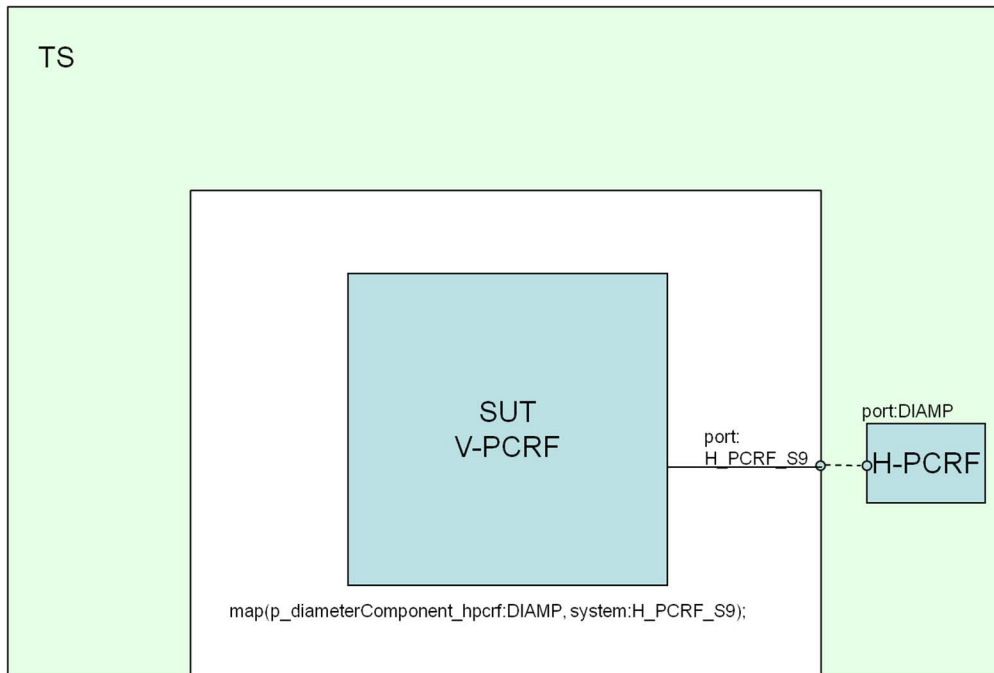 TS
SUT
V-PCRF
port:
H_PCRF_S9
port:DIAMP
H-PCRF
map(p_diameterComponent_hpcrf:DIAMP, system:H_PCRF_S9);